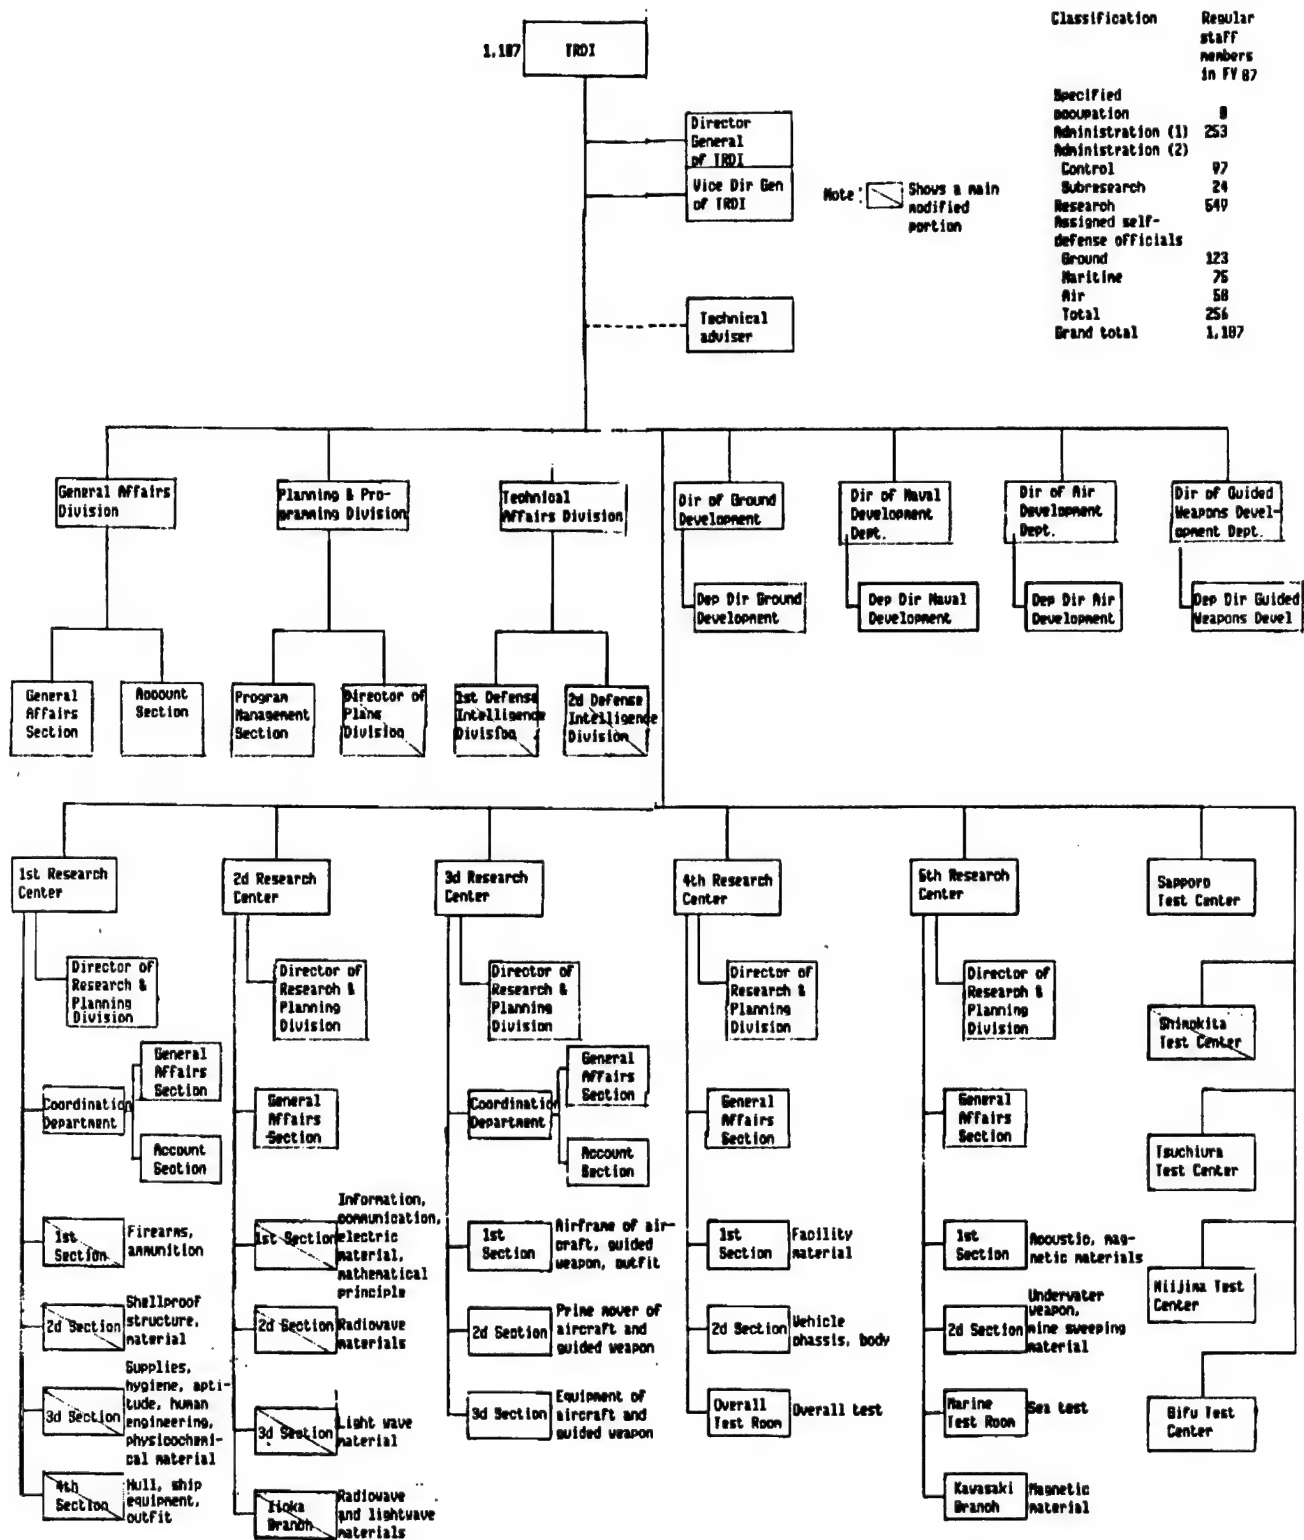 1,187
TRDI
Classification Regular
staff
members
in FY 87
Specified
occupation
Administration (1) 253
Administration (2)
Control 97
Subresearch 24
Research 549
Assigned self-
defense officials
Ground 123
Maritime 75
Air 58
Total 256
Grand total 1,187
Director
General
of TRDI
Vice Dir Gen
of TRDI
Note: Shows a main
modified
portion
Technical
adviser
General Affairs
Division
Planning & Pro-
gramming Division
Technical
Affairs Division
Dir of Ground
Development
Dir of Naval
Development
Dept.
Dir of Air
Development
Dept.
Dir of Guided
Weapons Devel-
opment Dept.
Dep Dir Ground
Development
Dep Dir Naval
Development
Dep Dir Air
Development
Dep Dir Guided
Weapons Devel
General
Affairs
Section
Account
Section
Program
Management
Section
Director of
Plans
Division
1st Defense
Intelligence
Division
2d Defense
Intelligence
Division
1st Research
Center
2d Research
Center
3d Research
Center
4th Research
Center
5th Research
Center
Sapporo
Test Center
Director of
Research &
Planning
Division
Director of
Research &
Planning
Division
Director of
Research &
Planning
Division
Director of
Research &
Planning
Division
Director of
Research &
Planning
Division
Shimokita
Test Center
Coordination
Department
General
Affairs
Section
Account
Section
General
Affairs
Section
Coordination
Department
General
Affairs
Section
Account
Section
General
Affairs
Section
General
Affairs
Section
Tsuchiura
Test Center
1st
Section
Firearms,
ammunition
1st Section
Information,
communication,
electric
material,
mathematical
principle
1st
Section
Airframe of air-
craft, guided
weapon, outfit
1st
Section
Facility
material
1st
Section
Acoustic, mag-
netic materials
Niijima Test
Center
2d Section
Shellproof
structure,
material
2d Section
Radiowave
materials
2d Section
Prime mover of
aircraft and
guided weapon
2d Section
Vehicle
chassis, body
2d Section
Underwater
weapon,
mine sweeping
material
3d Section
Supplies,
hygiene, apti-
tude, human
engineering,
physicochemi-
cal material
3d Section
Light wave
material
3d Section
Equipment of
aircraft and
guided weapon
Overall
Test Room
Overall test
Marine
Test Room
Sea test
Gifu Test
Center
4th
Section
Hull, ship
equipment,
outfit
Iioka
Branch
Radiowave
and lightwave
materials
Kawasaki
Branch
Magnetic
material